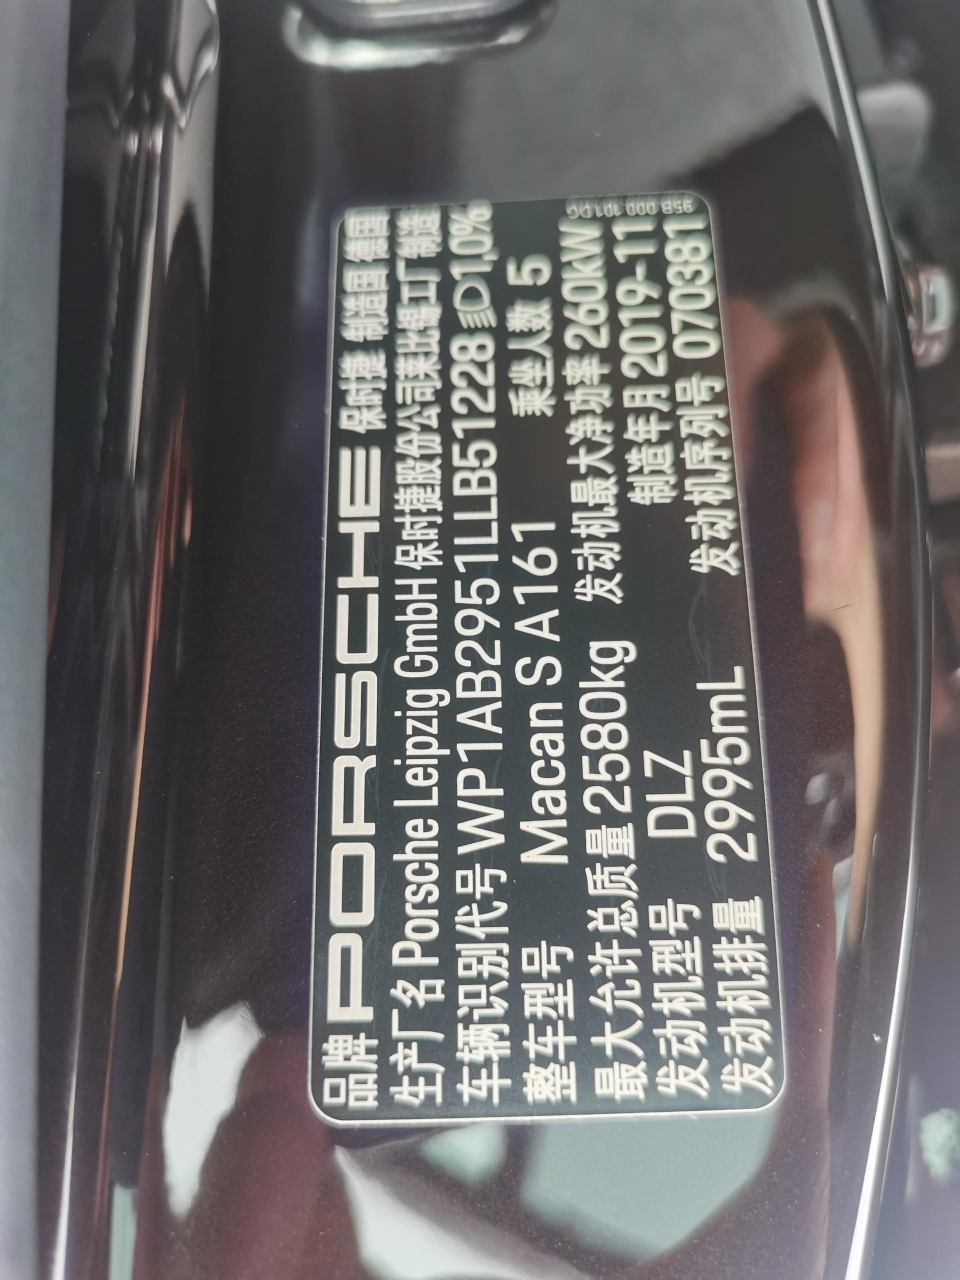 品牌 PORSCHE 保时捷 制造国 德国
生产厂名 Porsche Leipzig GmbH 保时捷股份公司莱比锡工厂制造
车辆识别代号 WP1AB2951LLB51228 1,0%
整车型号 Macan S A161 乘坐人数 5
最大允许总质量 2580kg 发动机最大净功率 260kW
发动机型号 DLZ 制造年月 2019-11
发动机排量 2995mL 发动机序列号 070381
95B.000.101.DC